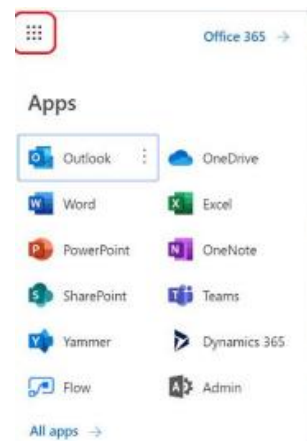 Office 365 →
Apps
Outlook OneDrive
Word Excel
PowerPoint OneNote
SharePoint Teams
Yammer Dynamics 365
Flow Admin
All apps →